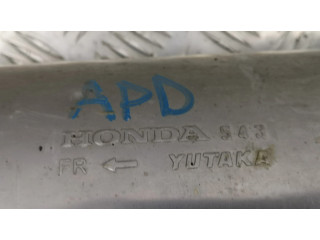 APD
HONDA S43
FR ← YUTAKA